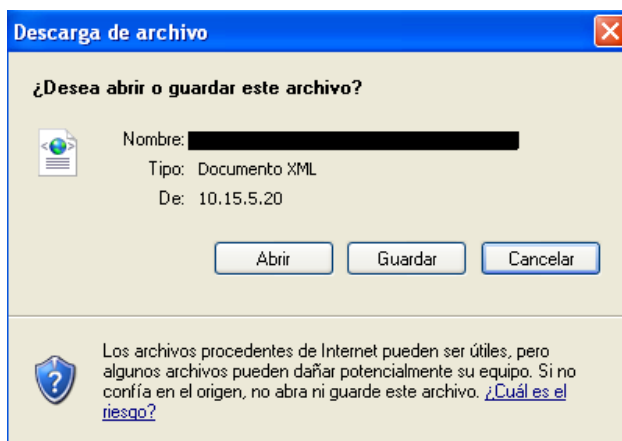 Descarga de archivo
¿Desea abrir o guardar este archivo?
Nombre:
Tipo: Documento XML
De: 10.15.5.20
Abrir Guardar Cancelar
Los archivos procedentes de Internet pueden ser útiles, pero
algunos archivos pueden dañar potencialmente su equipo. Si no
confía en el origen, no abra ni guarde este archivo. ¿Cuál es el
riesgo?